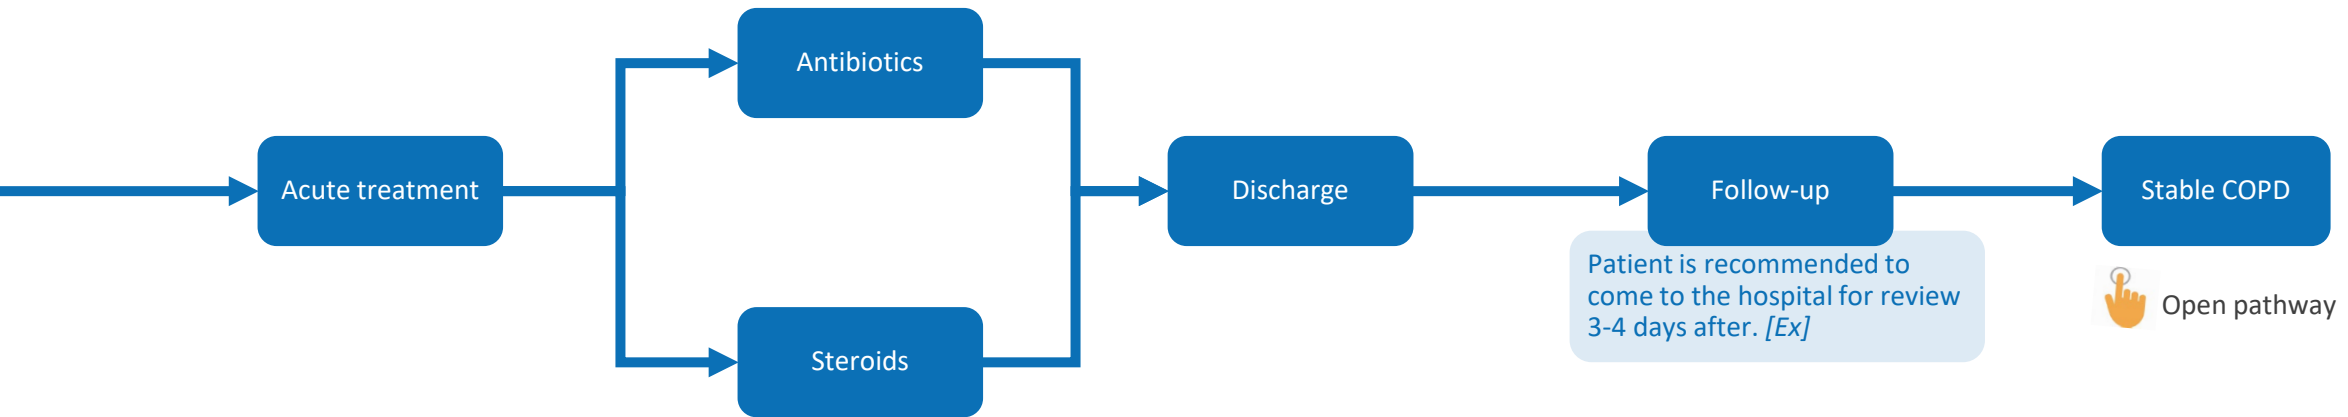 Antibiotics
Acute treatment
Discharge
Follow-up
Stable COPD
Patient is recommended to
come to the hospital for review
3-4 days after. [Ex]
Open pathway
Steroids